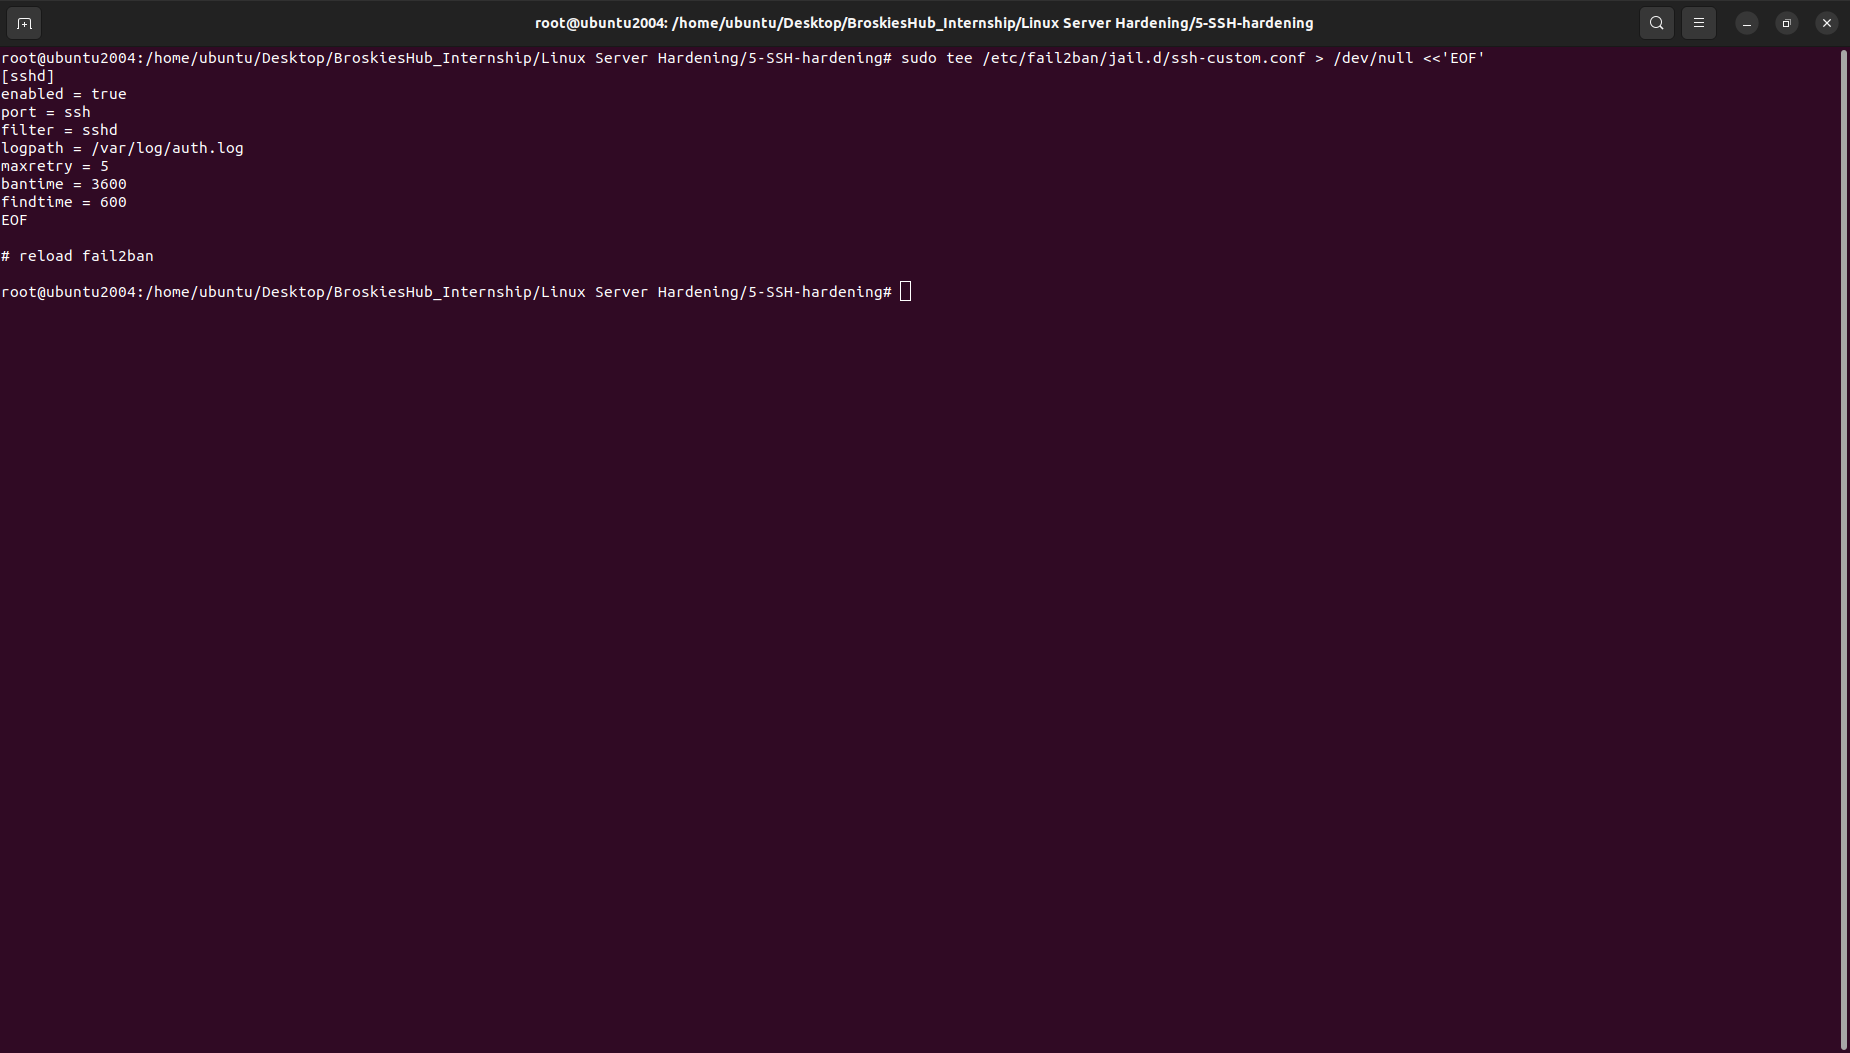 root@ubuntu2004: /home/ubuntu/Desktop/BroskiesHub_Internship/Linux Server Hardening/5-SSH-hardening
root@ubuntu2004:/home/ubuntu/Desktop/BroskiesHub_Internship/Linux Server Hardening/5-SSH-hardening# sudo tee /etc/fail2ban/jail.d/ssh-custom.conf > /dev/null <<'EOF'
[sshd]
enabled = true
port = ssh
filter = sshd
logpath = /var/log/auth.log
maxretry = 5
bantime = 3600
findtime = 600
EOF
# reload fail2ban
root@ubuntu2004:/home/ubuntu/Desktop/BroskiesHub_Internship/Linux Server Hardening/5-SSH-hardening#